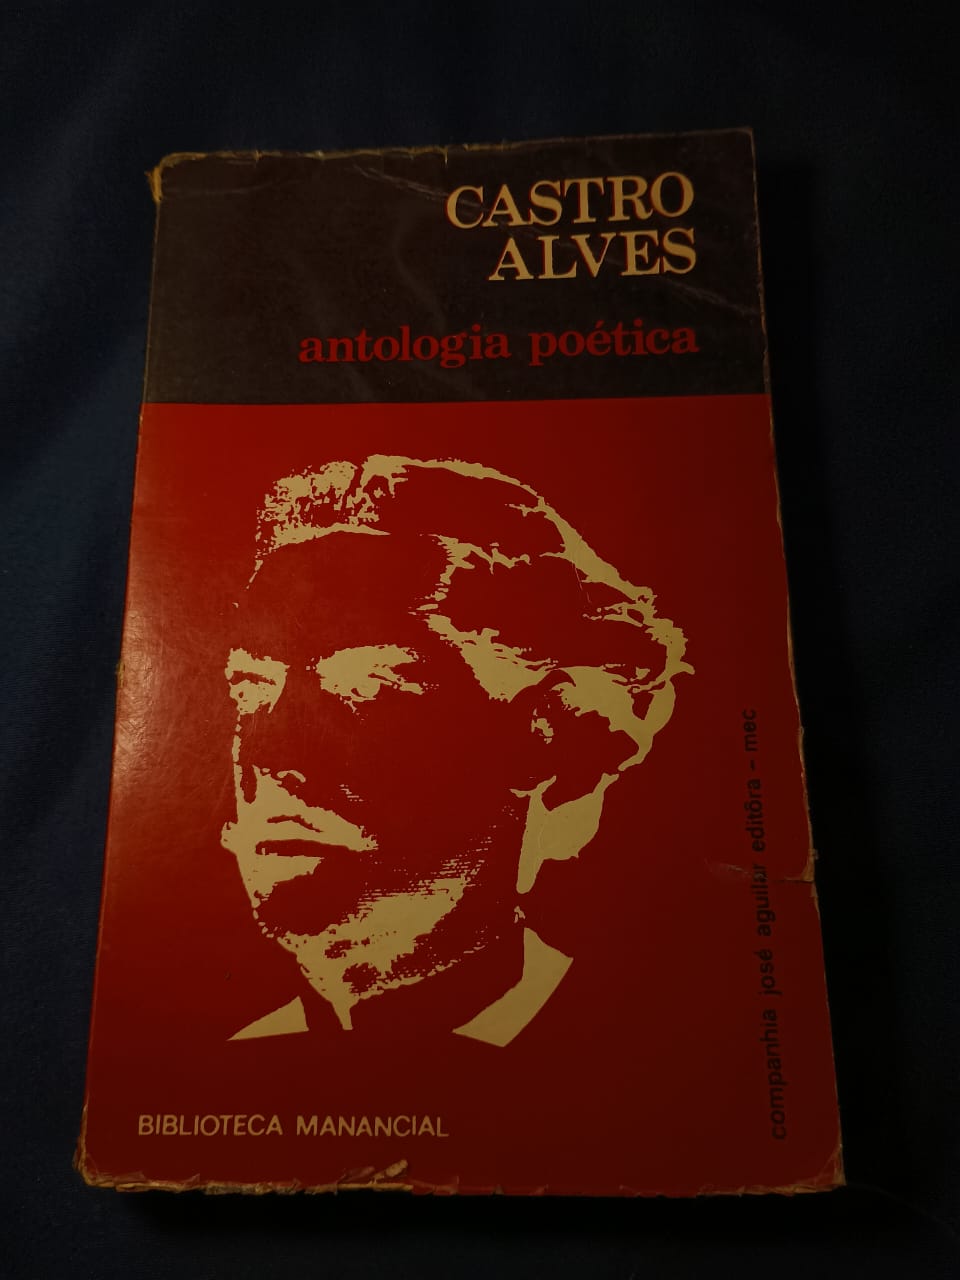 CASTRO
ALVES
antologia poética
companhia josé aguilar editôra - mec
BIBLIOTECA MANANCIAL